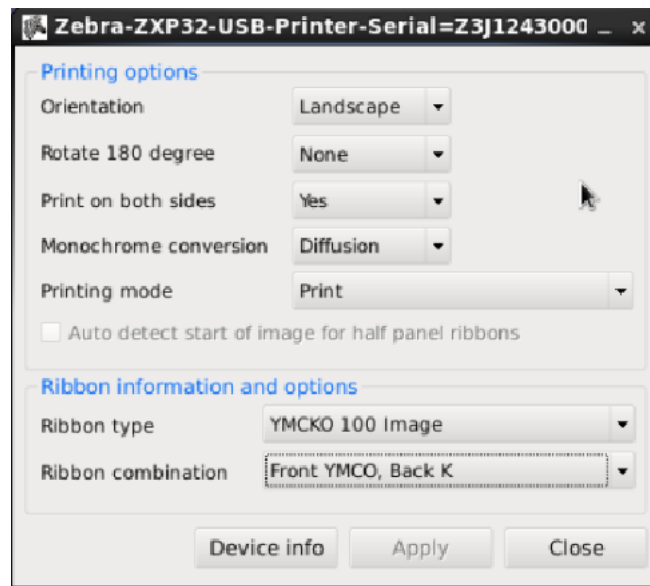 Zebra-ZXP32-USB-Printer-Serial=Z3J1243000
Printing options
Orientation Landscape
Rotate 180 degree None
Print on both sides Yes
Monochrome conversion Diffusion
Printing mode Print
Auto detect start of image for half panel ribbons
Ribbon information and options
Ribbon type YMCKO 100 Image
Ribbon combination Front YMCO, Back K
Device info Apply Close